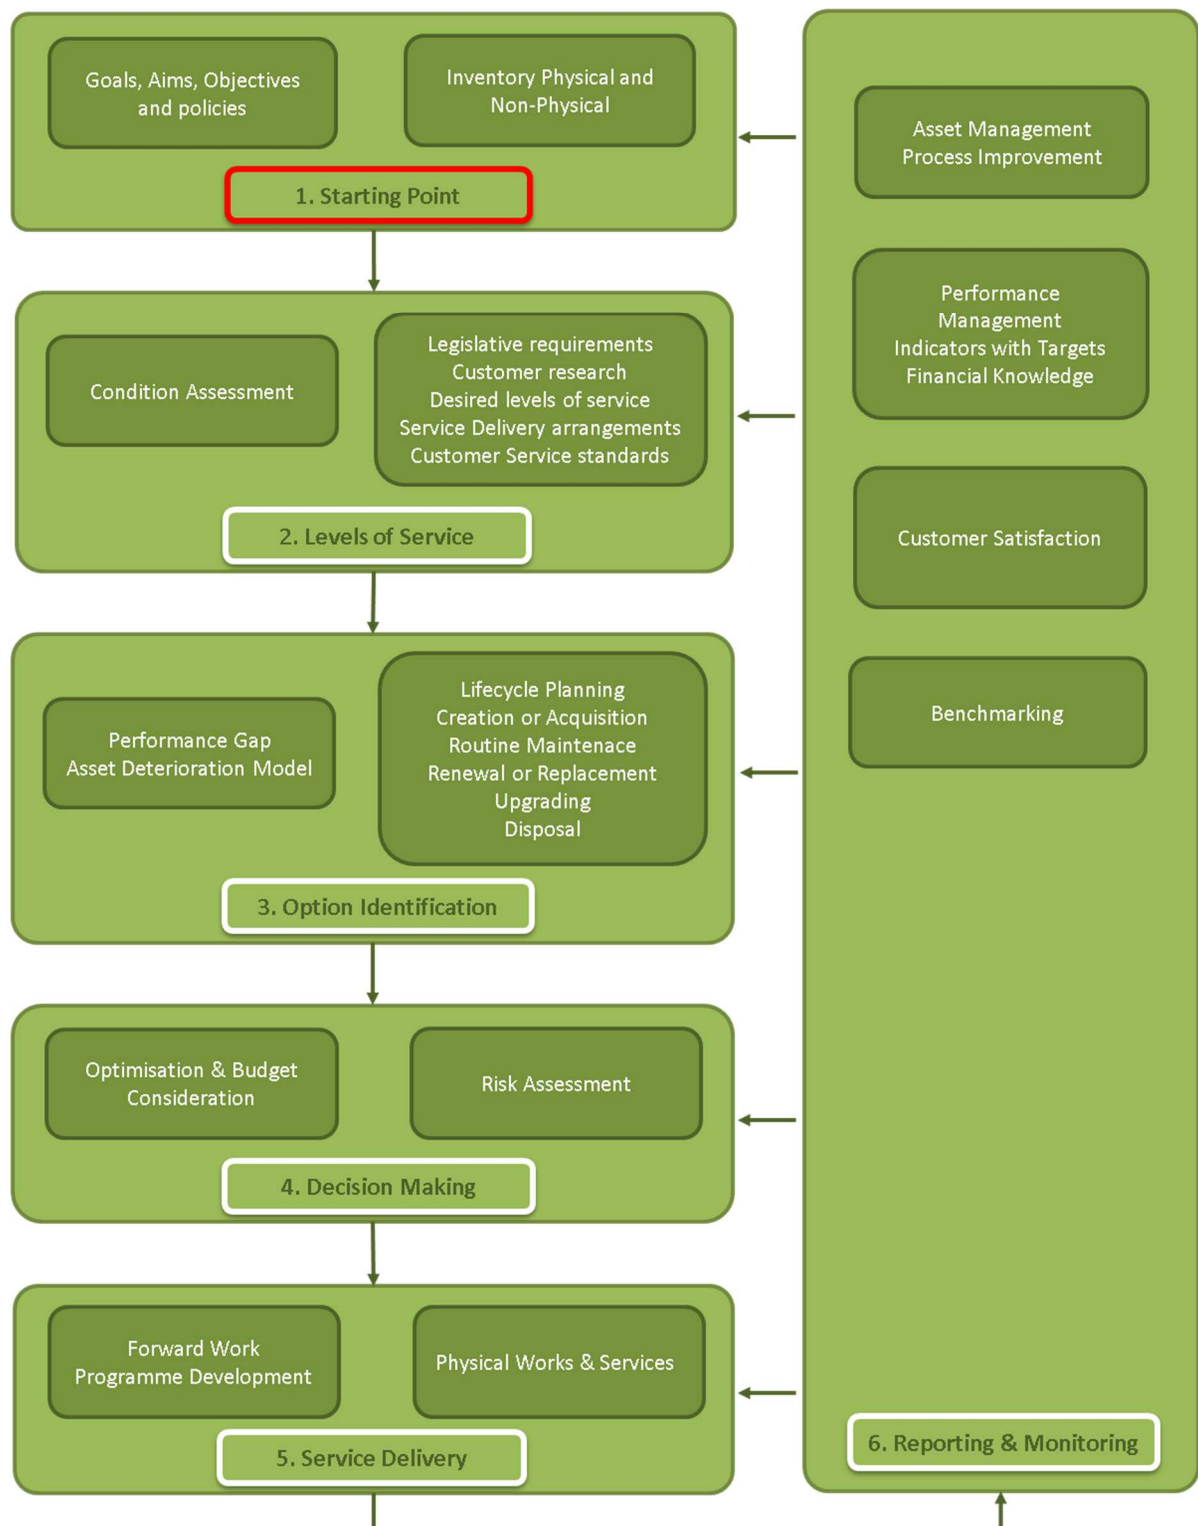 Goals, Aims, Objectives
and policies
Inventory Physical and
Non-Physical
1. Starting Point
Condition Assessment
Legislative requirements
Customer research
Desired levels of service
Service Delivery arrangements
Customer Service standards
2. Levels of Service
Performance Gap
Asset Deterioration Model
Lifecycle Planning
Creation or Acquisition
Routine Maintenace
Renewal or Replacement
Upgrading
Disposal
3. Option Identification
Optimisation & Budget
Consideration
Risk Assessment
4. Decision Making
Forward Work
Programme Development
Physical Works & Services
5. Service Delivery
Asset Management
Process Improvement
Performance
Management
Indicators with Targets
Financial Knowledge
Customer Satisfaction
Benchmarking
6. Reporting & Monitoring